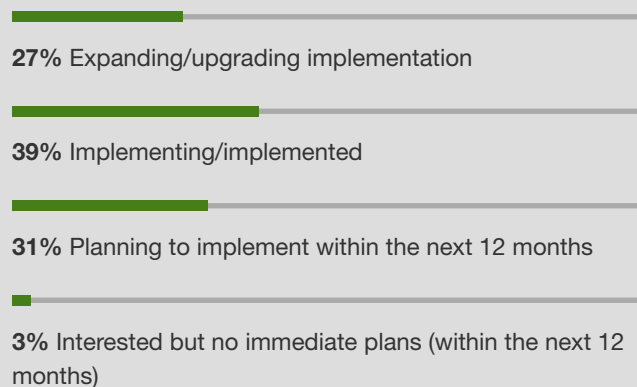 27% Expanding/upgrading implementation
39% Implementing/implemented
31% Planning to implement within the next 12 months
3% Interested but no immediate plans (within the next 12
months)